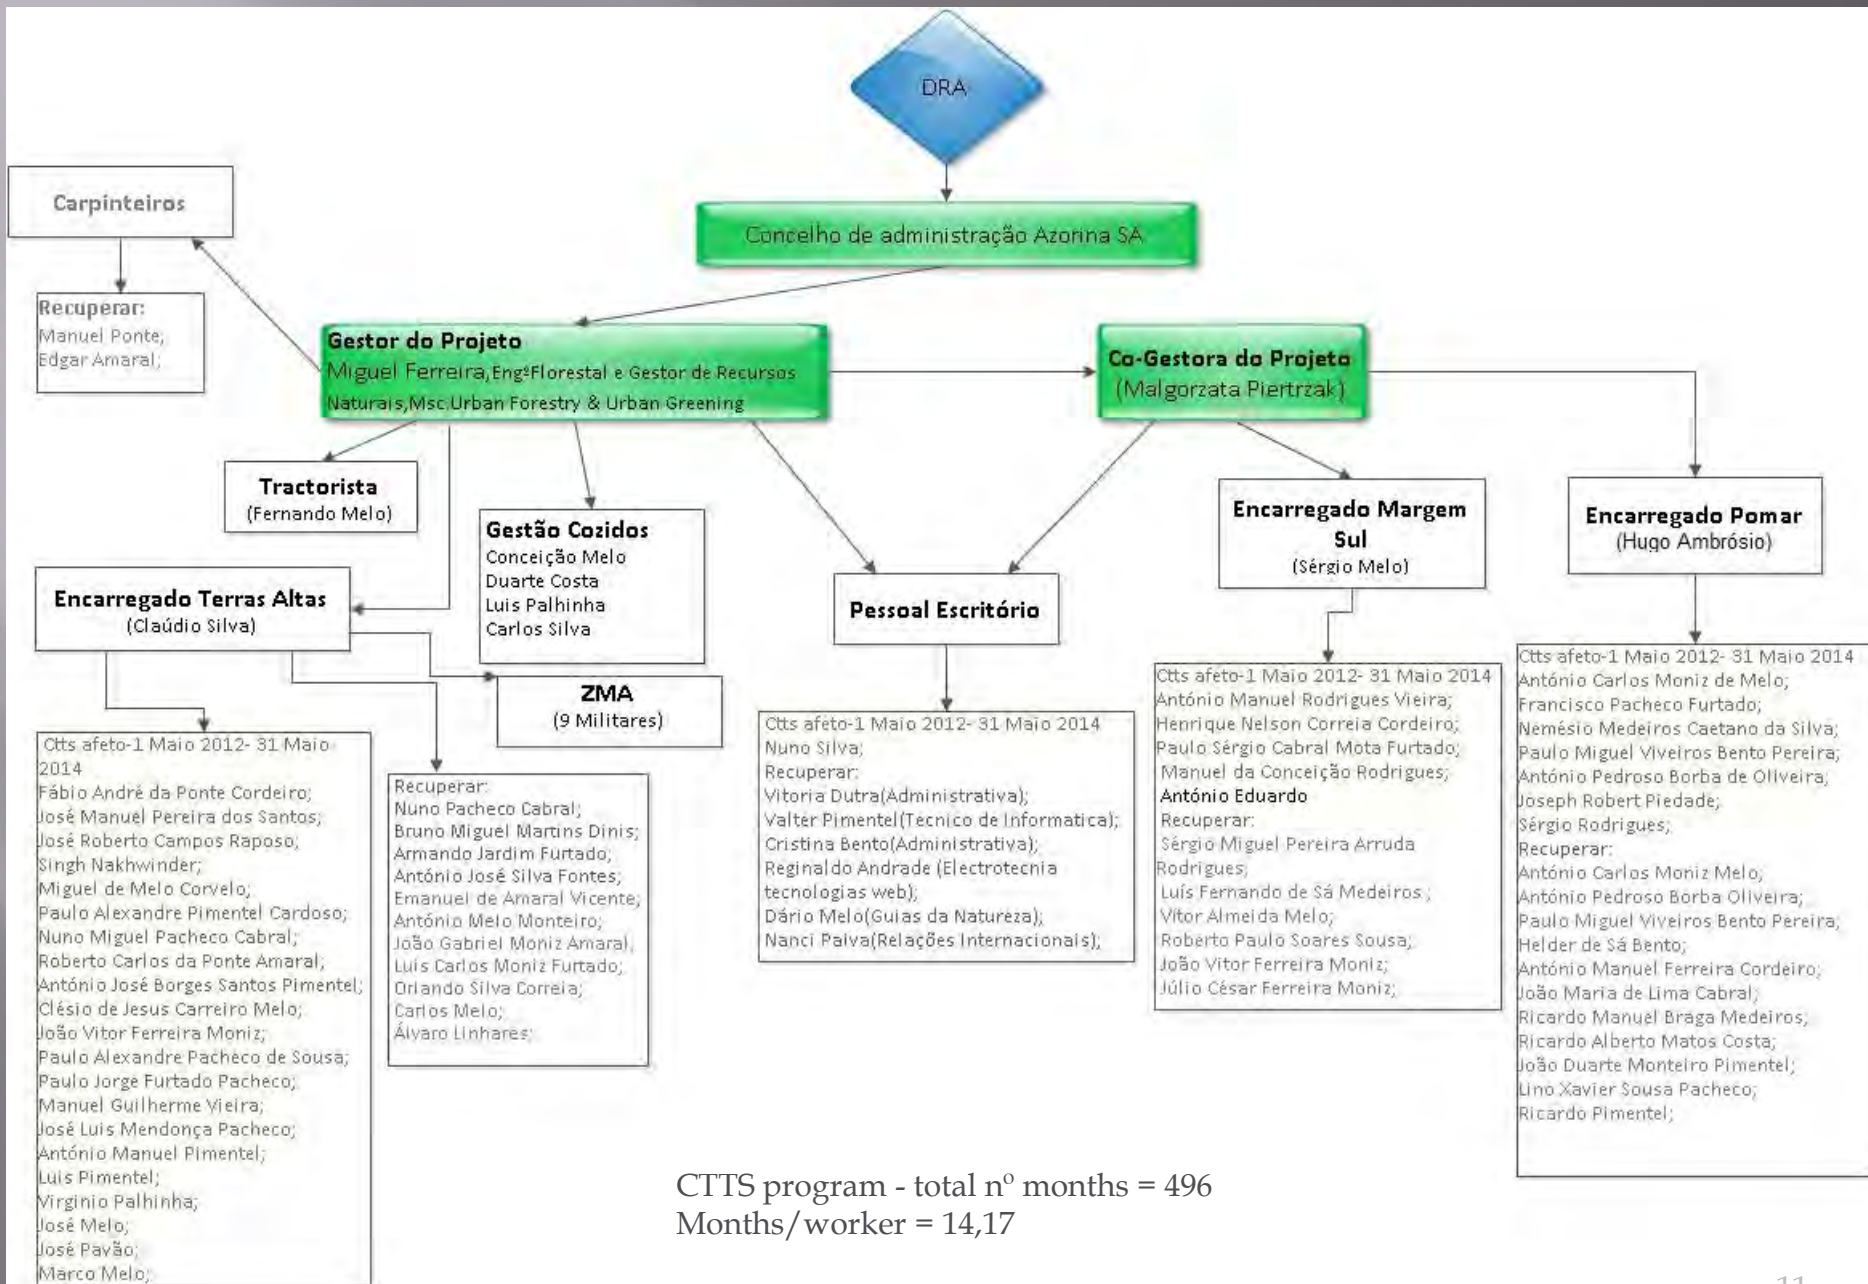 DRA
Carpinteiros
Concelho de administração Azorina SA
Recuperar:
Manuel Ponte;
Edgar Amaral;
Gestor do Projeto
Miguel Ferreira,EngºFlorestal e Gestor de Recursos
Naturais,Msc.Urban Forestry & Urban Greening
Co-Gestora do Projeto
(Malgorzata Piertrzak)
Tractorista
(Fernando Melo)
Gestão Cozidos
Conceição Melo
Duarte Costa
Luis Palhinha
Carlos Silva
Encarregado Margem
Sul
(Sérgio Melo)
Encarregado Pomar
(Hugo Ambrósio)
Encarregado Terras Altas
(Claúdio Silva)
Pessoal Escritório
ZMA
(9 Militares)
Ctts afeto-1 Maio 2012- 31 Maio
2014
Fábio André da Ponte Cordeiro;
José Manuel Pereira dos Santos;
José Roberto Campos Raposo;
Singh Nakhwinder;
Miguel de Melo Corvelo;
Paulo Alexandre Pimentel Cardoso;
Nuno Miguel Pacheco Cabral;
Roberto Carlos da Ponte Amaral;
António José Borges Santos Pimentel;
Clésio de Jesus Carreiro Melo;
João Vitor Ferreira Moniz;
Paulo Alexandre Pacheco de Sousa;
Paulo Jorge Furtado Pacheco;
Manuel Guilherme Vieira;
José Luis Mendonça Pacheco;
António Manuel Pimentel;
Luis Pimentel;
Virginio Palhinha;
José Melo;
José Pavão;
Marco Melo;
Recuperar:
Nuno Pacheco Cabral;
Bruno Miguel Martins Dinis;
Armando Jardim Furtado;
António José Silva Fontes;
Emanuel de Amaral Vicente;
António Melo Monteiro;
João Gabriel Moniz Amaral;
Luís Carlos Moniz Furtado;
Orlando Silva Correia;
Carlos Melo;
Álvaro Linhares;
Ctts afeto-1 Maio 2012- 31 Maio 2014
Nuno Silva;
Recuperar:
Vitoria Dutra(Administrativa);
Valter Pimentel(Tecnico de Informatica);
Cristina Bento(Administrativa);
Reginaldo Andrade (Electrotecnia
tecnologias web);
Dário Melo(Guias da Natureza);
Nanci Paiva(Relações Internacionais);
Ctts afeto-1 Maio 2012- 31 Maio 2014
António Manuel Rodrigues Vieira;
Henrique Nelson Correia Cordeiro;
Paulo Sérgio Cabral Mota Furtado;
Manuel da Conceição Rodrigues;
António Eduardo
Recuperar:
Sérgio Miguel Pereira Arruda
Rodrigues;
Luís Fernando de Sá Medeiros ;
Vítor Almeida Melo;
Roberto Paulo Soares Sousa;
João Vitor Ferreira Moniz;
Júlio César Ferreira Moniz;
Ctts afeto-1 Maio 2012- 31 Maio 2014
António Carlos Moniz de Melo;
Francisco Pacheco Furtado;
Nemésio Medeiros Caetano da Silva;
Paulo Miguel Viveiros Bento Pereira;
António Pedroso Borba de Oliveira;
Joseph Robert Piedade;
Sérgio Rodrigues;
Recuperar:
António Carlos Moniz Melo;
António Pedroso Borba Oliveira;
Paulo Miguel Viveiros Bento Pereira;
Helder de Sá Bento;
António Manuel Ferreira Cordeiro;
João Maria de Lima Cabral;
Ricardo Manuel Braga Medeiros;
Ricardo Alberto Matos Costa;
João Duarte Monteiro Pimentel;
Lino Xavier Sousa Pacheco;
Ricardo Pimentel;
CTTS program - total nº months = 496
Months/worker = 14,17
11